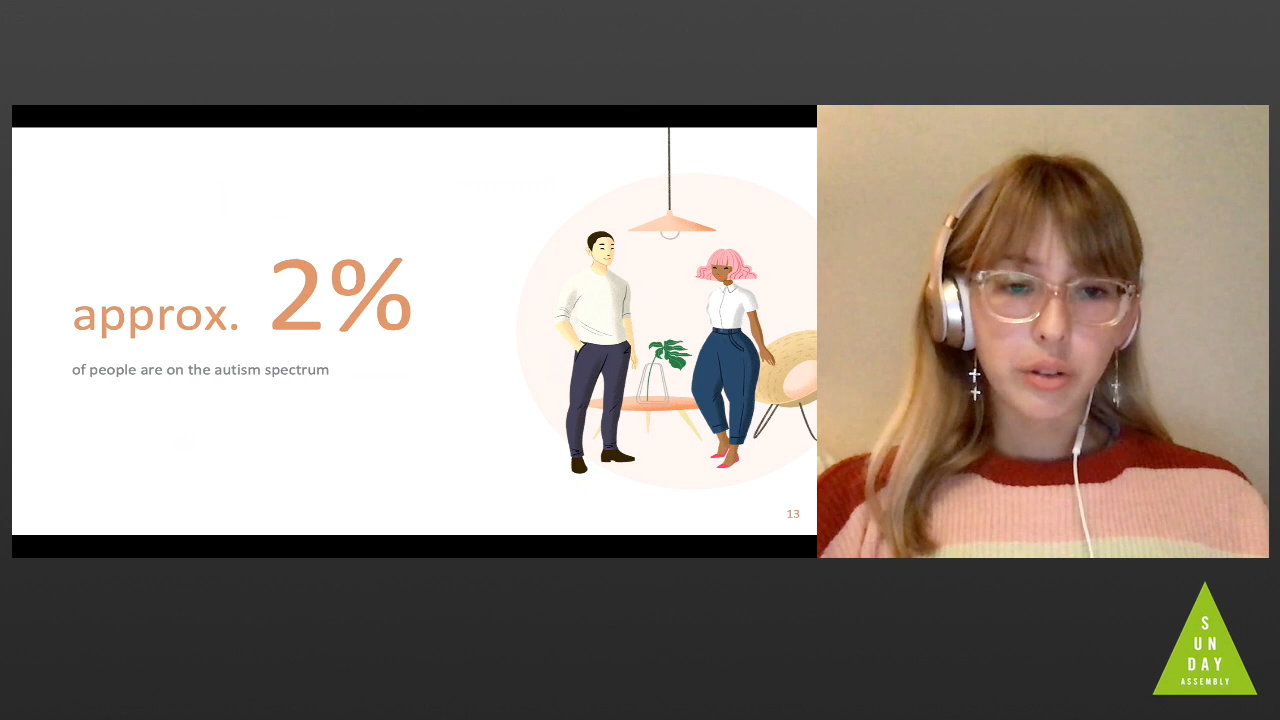 approx. 2%
of people are on the autism spectrum
13
S
UN
DAY
ASSEMBLY